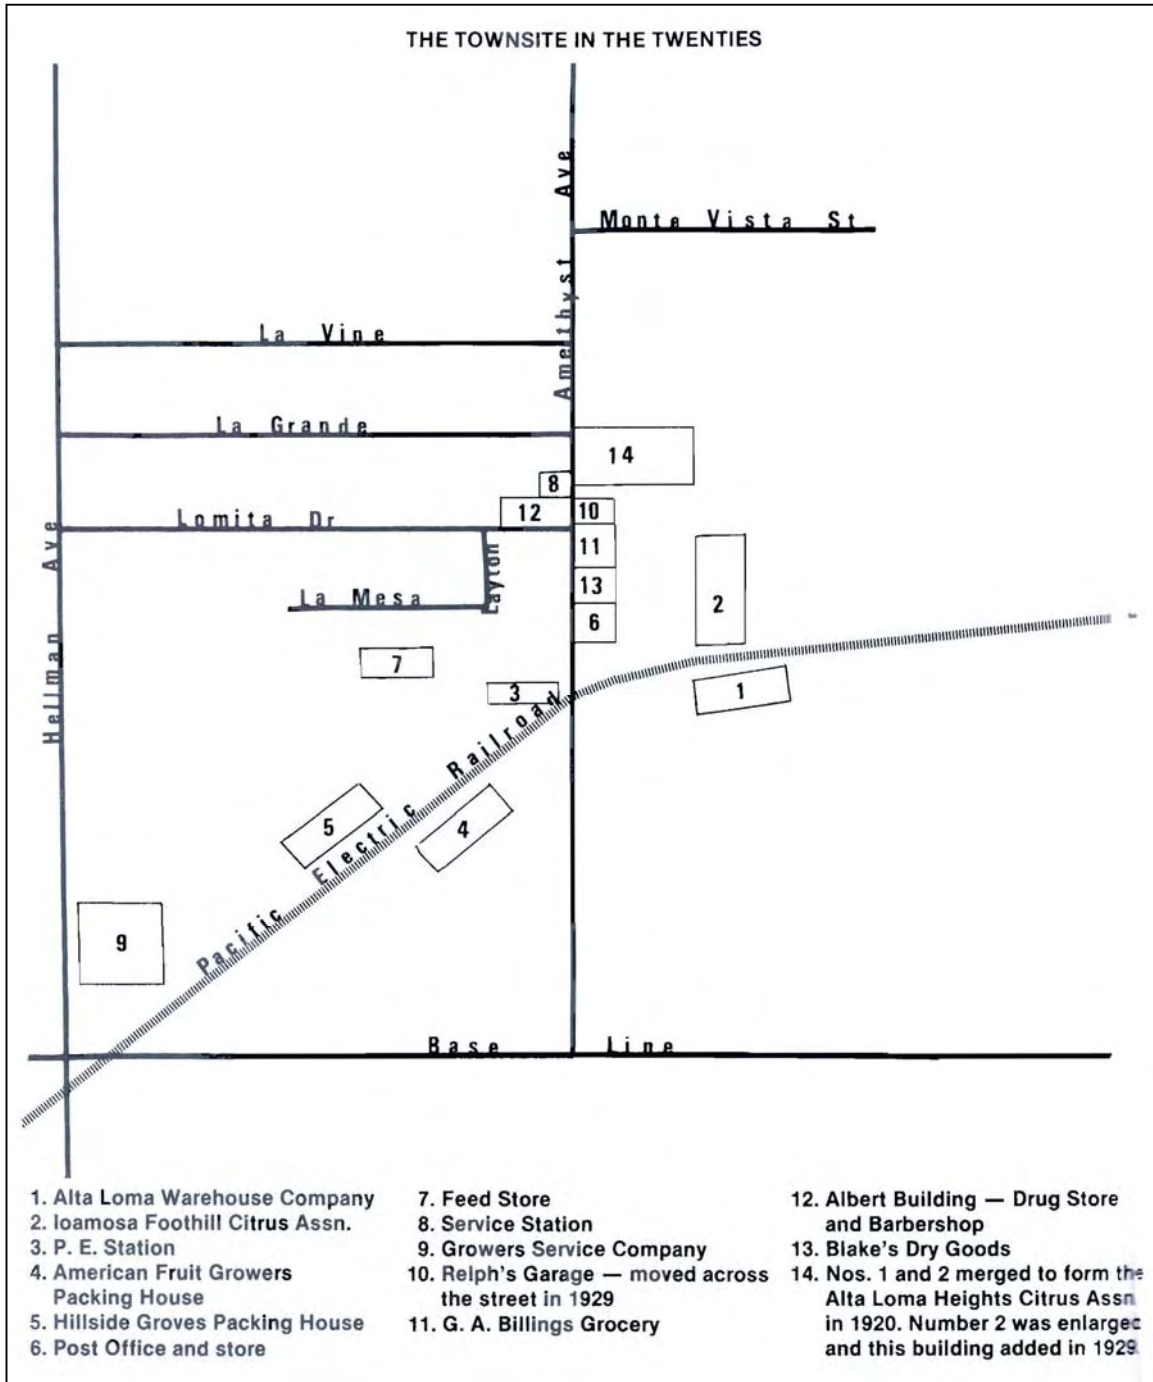 THE TOWNSITE IN THE TWENTIES
Amethyst Ave
Monte Vista St
La Vine
La Grande
14
8
12
10
Lomita Dr
Hellman Ave
Layton
11
La Mesa
13
2
6
7
3
1
Pacific Electric Railroad
5
4
9
Base Line
1. Alta Loma Warehouse Company
2. Ioamosa Foothill Citrus Assn.
3. P. E. Station
4. American Fruit Growers
Packing House
5. Hillside Groves Packing House
6. Post Office and store
7. Feed Store
8. Service Station
9. Growers Service Company
10. Relph's Garage — moved across
the street in 1929
11. G. A. Billings Grocery
12. Albert Building — Drug Store
and Barbershop
13. Blake's Dry Goods
14. Nos. 1 and 2 merged to form the
Alta Loma Heights Citrus Assn
in 1920. Number 2 was enlarged
and this building added in 1929